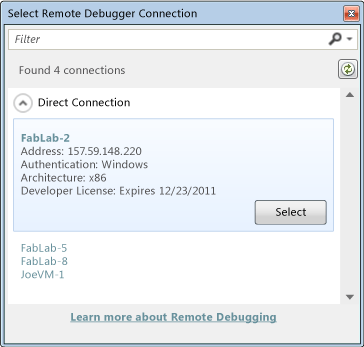 Select Remote Debugger Connection
Filter
Found 4 connections
Direct Connection
FabLab-2
Address: 157.59.148.220
Authentication: Windows
Architecture: x86
Developer License: Expires 12/23/2011
Select
FabLab-5
FabLab-8
JoeVM-1
Learn more about Remote Debugging